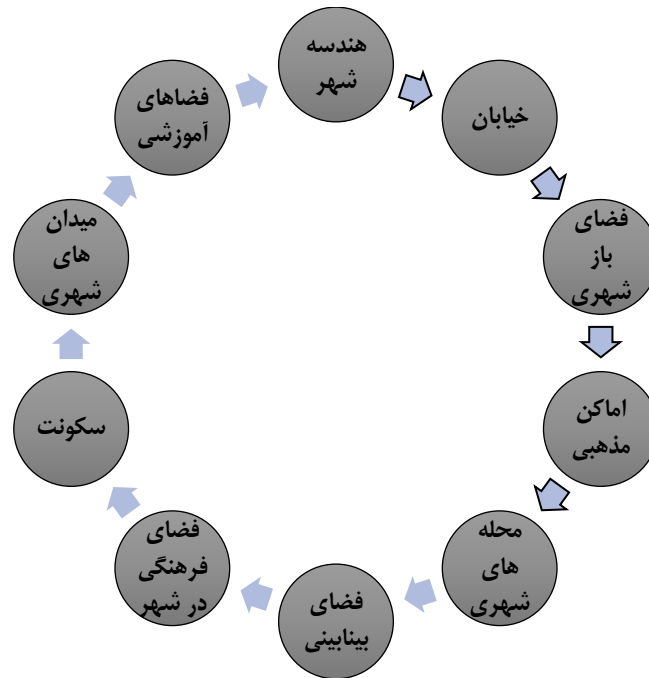 هندسه
شهر
خیابان
فضای
باز
شهری
اماکن
مذهبی
محله
های
شهری
فضای
بینابینی
فضای
فرهنگی
در شهر
سکونت
میدان
های
شهری
فضاهای
آموزشی